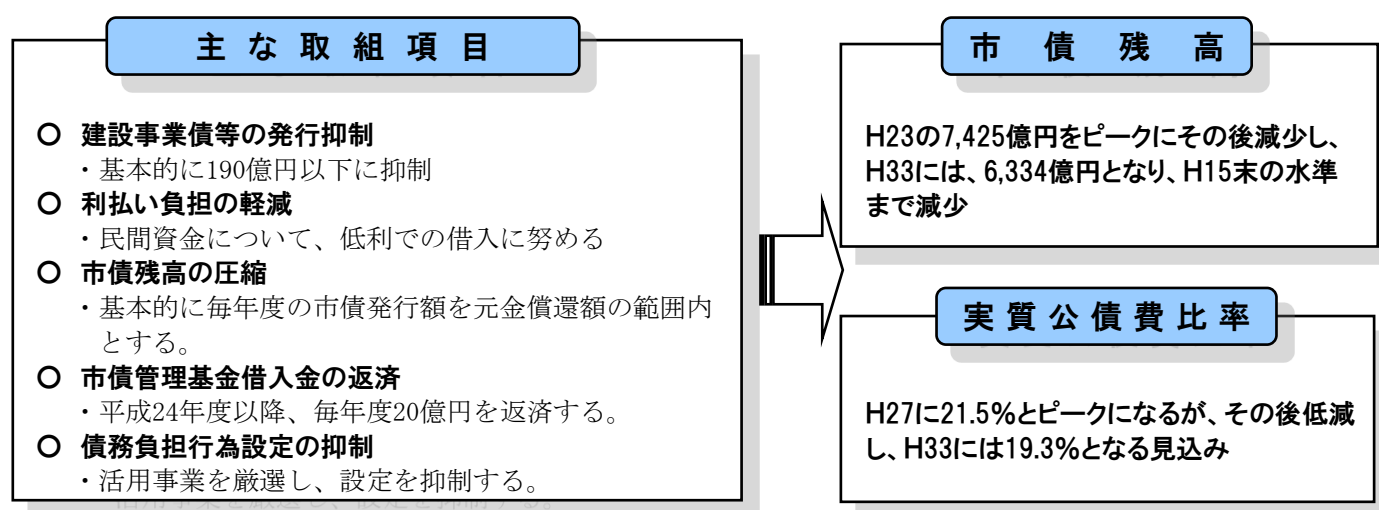 主な取組項目
○ 建設事業債等の発行抑制
・基本的に190億円以下に抑制
○ 利払い負担の軽減
・民間資金について、低利での借入に努める
○ 市債残高の圧縮
・基本的に毎年度の市債発行額を元金償還額の範囲内
とする。
○ 市債管理基金借入金の返済
・平成24年度以降、毎年度20億円を返済する。
○ 債務負担行為設定の抑制
・活用事業を厳選し、設定を抑制する。
市債残高
H23の7,425億円をピークにその後減少し、
H33には、6,334億円となり、H15末の水準
まで減少
実質公債費比率
H27に21.5%とピークになるが、その後低減
し、H33には19.3%となる見込み